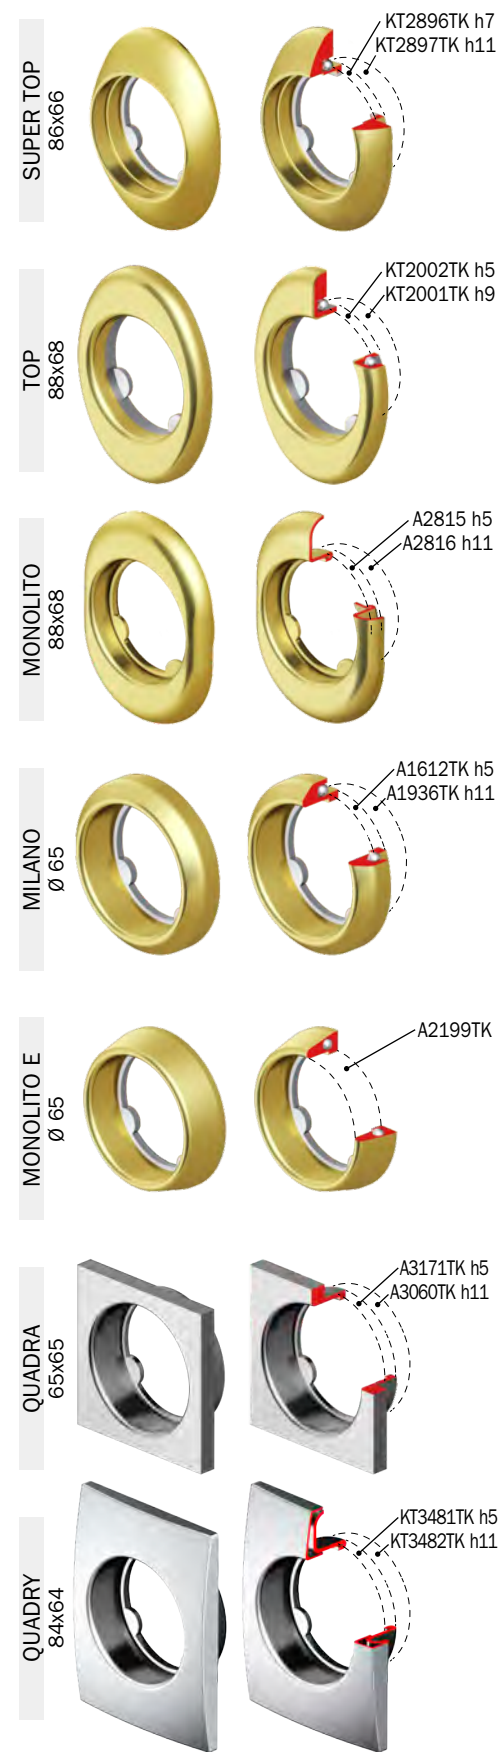 SUPER TOP
86x66
KT2896TK h7
KT2897TK h11
TOP
88x68
KT2002TK h5
KT2001TK h9
MONOLITO
88x68
A2815 h5
A2816 h11
MILANO
Ø 65
A1612TK h5
A1936TK h11
MONOLITO E
Ø 65
A2199TK
QUADRA
65x65
A3171TK h5
A3060TK h11
QUADRY
84x64
KT3481TK h5
KT3482TK h11